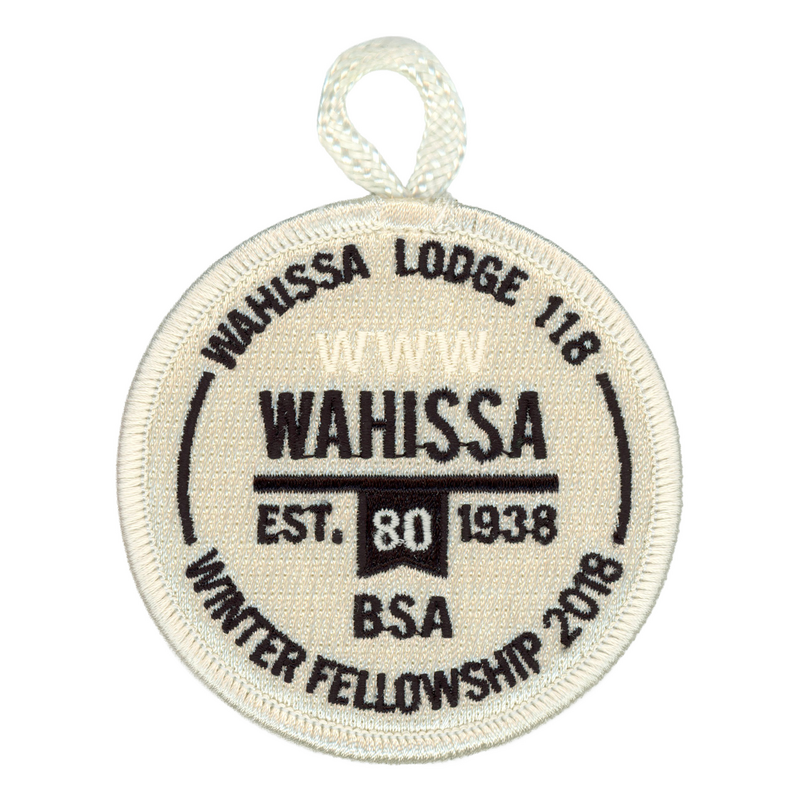 WAHISSA LODGE 118
WWW
WAHISSA
EST. 80 1938
BSA
WINTER FELLOWSHIP 2018